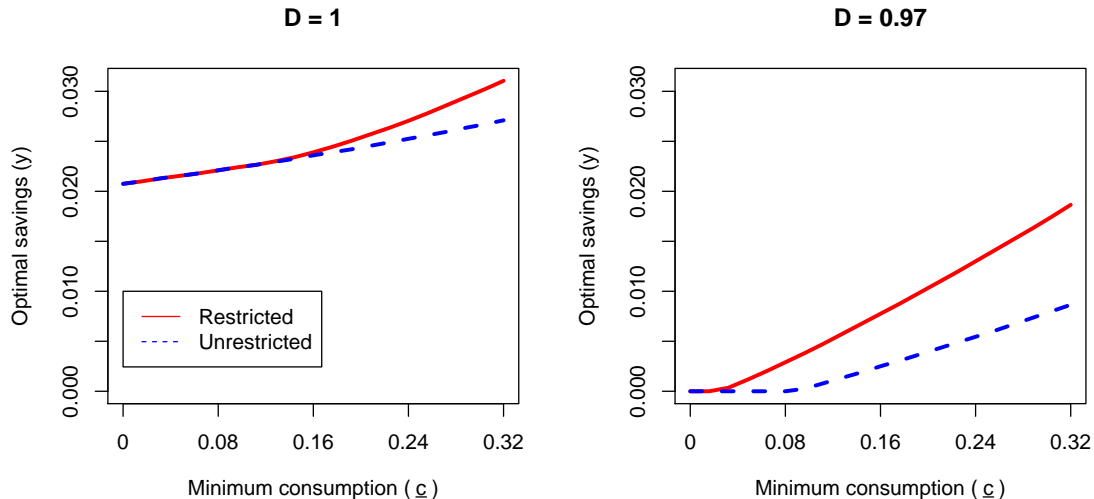 D = 1
Optimal savings (y)
0.030
0.020
0.010
0.000
Restricted
Unrestricted
0 0.08 0.16 0.24 0.32
Minimum consumption ( c )
D = 0.97
Optimal savings (y)
0.030
0.020
0.010
0.000
0 0.08 0.16 0.24 0.32
Minimum consumption ( c )